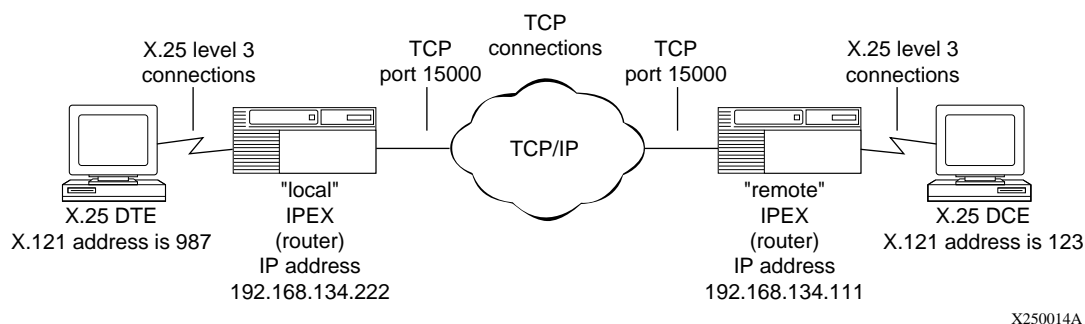 TCP
connections
X.25 level 3
connections
TCP
port 15000
TCP
port 15000
X.25 level 3
connections
TCP/IP
X.25 DTE
X.121 address is 987
"local"
IPEX
(router)
IP address
192.168.134.222
"remote"
IPEX
(router)
IP address
192.168.134.111
X.25 DCE
X.121 address is 123
X250014A